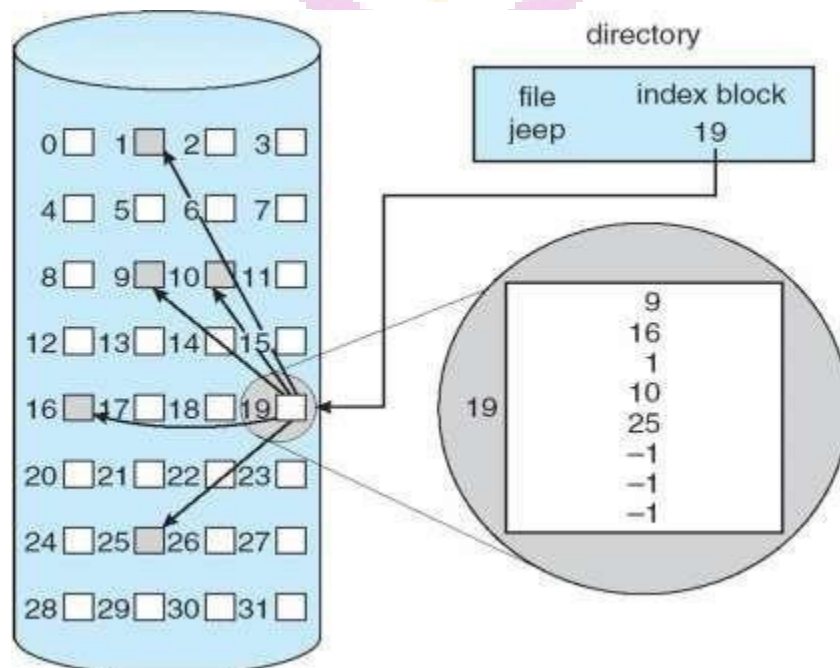 directory
file index block
jeep 19
0 1 2 3
4 5 6 7
8 9 10 11
12 13 14 15
16 17 18 19
20 21 22 23
24 25 26 27
28 29 30 31
19
9
16
1
10
25
–1
–1
–1